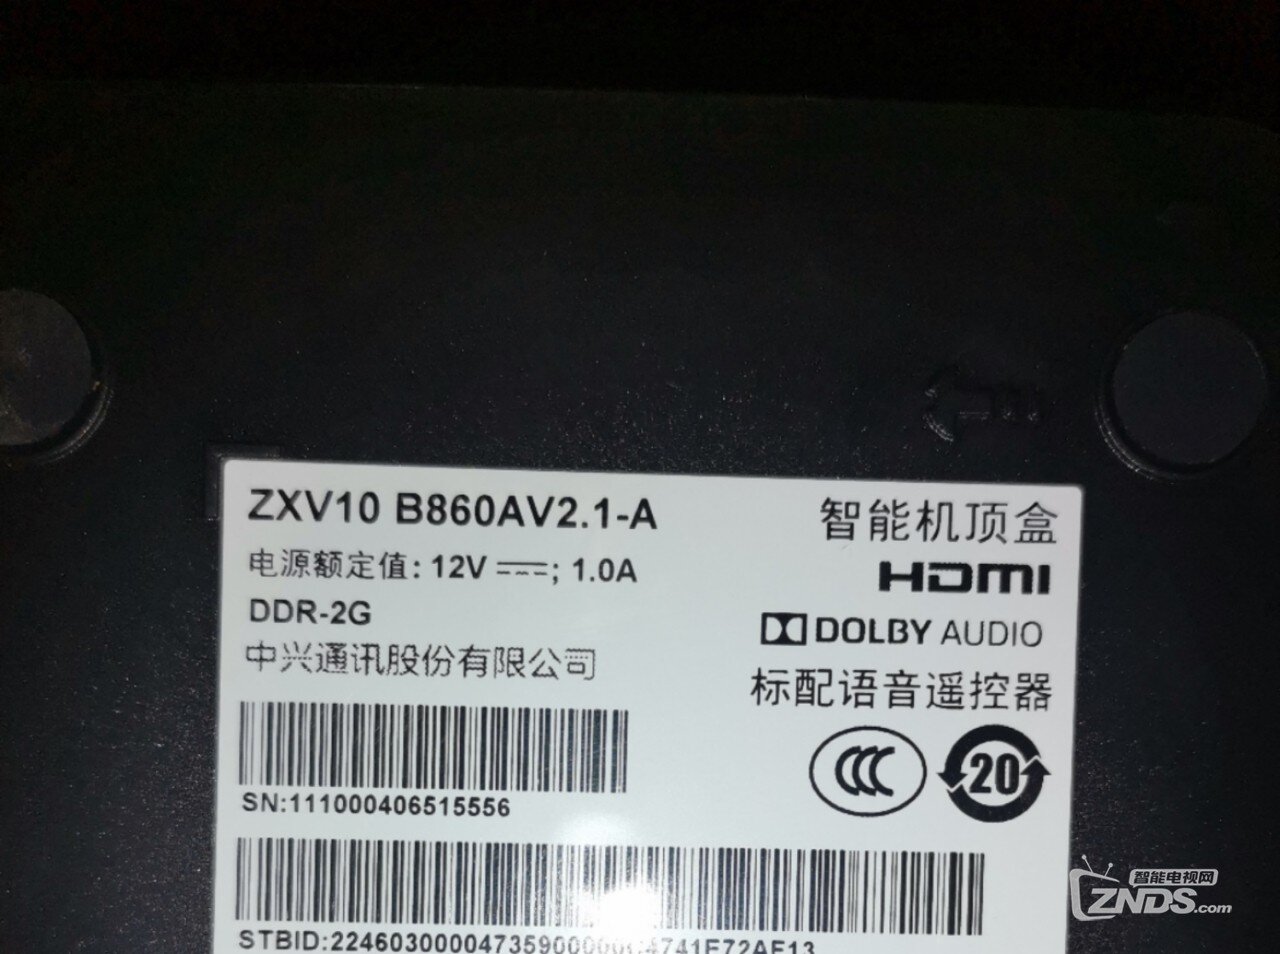 ZXV10 B860AV2.1-A
智能机顶盒
电源额定值: 12V ⎓; 1.0A
HDMI
DDR-2G
DOLBY AUDIO
中兴通讯股份有限公司
标配语音遥控器
CCC
20
SN:111000406515556
智能电视网
ZNDS.com